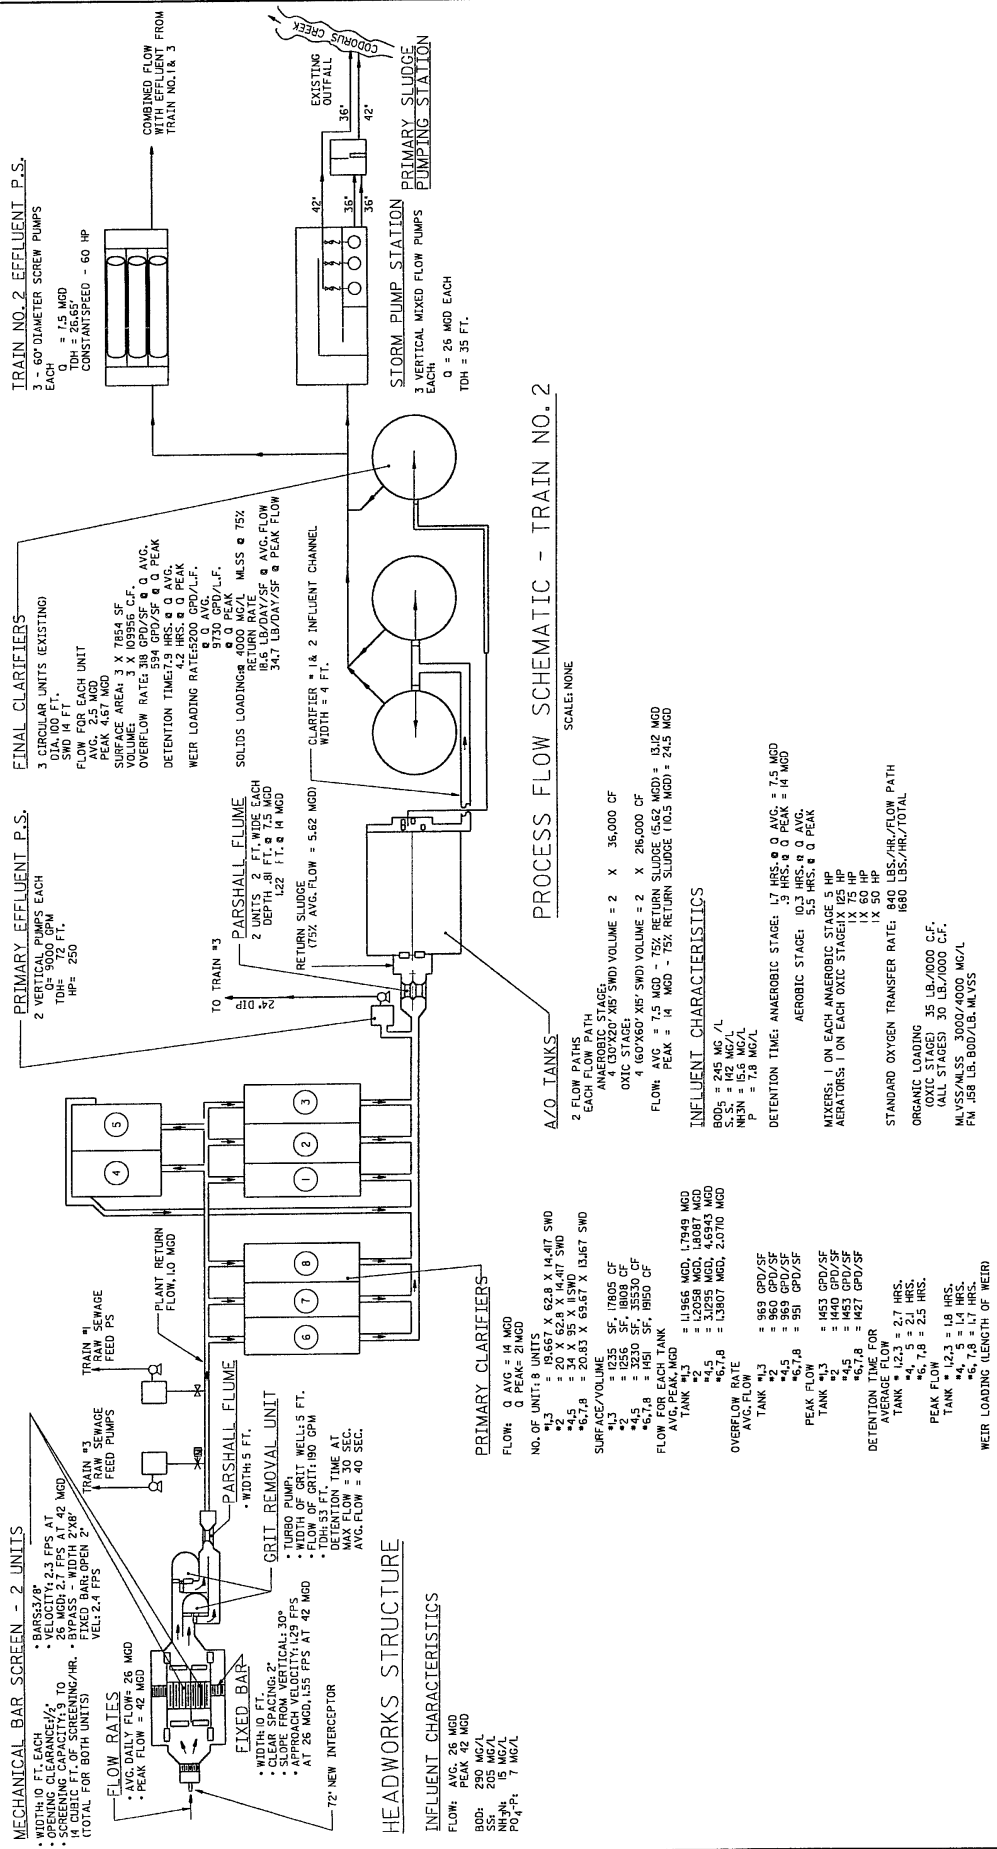 MECHANICAL BAR SCREEN - 2 UNITS
• WIDTH: 10 FT. EACH
• OPENING CLEARANCE: 1/2"
• SCREENING CAPACITY: 9 TO
14 CUBIC FT. OF SCREENING/HR.
(TOTAL FOR BOTH UNITS)
• BARS: 3/8"
• VELOCITY: 2.3 FPS AT
26 MGD: 2.7 FPS AT 42 MGD
• BYPASS - WIDTH 2'X8'
FIXED BAR: OPEN 2"
VEL: 2.4 FPS
FLOW RATES
• AVG. DAILY FLOW= 26 MGD
• PEAK FLOW = 42 MGD
FIXED BAR
• WIDTH: 10 FT.
• CLEAR SPACING: 2"
• SLOPE FROM VERTICAL: 30°
• APPROACH VELOCITY: 1.29 FPS
AT 26 MGD, 1.55 FPS AT 42 MGD
72" NEW INTERCEPTOR
HEADWORKS STRUCTURE
INFLUENT CHARACTERISTICS
FLOW: AVG. 26 MGD
PEAK 42 MGD
BOD: 290 MG/L
SS: 205 MG/L
NH3N: 15 MG/L
PO4-P: 7 MG/L
TRAIN #3
RAW SEWAGE
FEED PUMPS
TRAIN #1
RAW SEWAGE
FEED PS
PLANT RETURN
FLOW, 1.0 MGD
PARSHALL FLUME
• WIDTH: 5 FT.
GRIT REMOVAL UNIT
• TURBO PUMP:
• WIDTH OF GRIT WELL: 5 FT.
• FLOW OF GRIT: 190 GPM
• TDH: 53 FT.
DETENTION TIME AT
MAX FLOW = 30 SEC.
AVG. FLOW = 40 SEC.
6
7
8
1
2
3
4
5
PRIMARY CLARIFIERS
FLOW: Q AVG = 14 MGD
Q PEAK= 21 MGD
NO. OF UNIT: 8 UNITS
#1,3 = 19.667 X 62.8 X 14.417 SWD
#2 = 20 X 62.8 X 14.417 SWD
#4,5 = 34 X 95 X 11 SWD
#6,7,8 = 20.83 X 69.67 X 13.167 SWD
SURFACE/VOLUME
#1,3 = 1235 SF, 17805 CF
#2 = 1256 SF, 18108 CF
#4,5 = 3230 SF, 35530 CF
#6,7,8 = 1451 SF, 19150 CF
FLOW FOR EACH TANK
AVG, PEAK MGD
TANK #1,3 = 1.1966 MGD, 1.7949 MGD
#2 = 1.2058 MGD, 1.8087 MGD
#4,5 = 3.1295 MGD, 4.6943 MGD
#6,7,8 = 1.3807 MGD, 2.0710 MGD
OVERFLOW RATE
AVG. FLOW
TANK #1,3 = 969 GPD/SF
#2 = 960 GPD/SF
#4,5 = 969 GPD/SF
#6,7,8 = 951 GPD/SF
PEAK FLOW
TANK #1,3 = 1453 GPD/SF
#2 = 1440 GPD/SF
#4,5 = 1453 GPD/SF
#6,7,8 = 1427 GPD/SF
DETENTION TIME FOR
AVERAGE FLOW
TANK # 1,2,3 = 2.7 HRS.
#4, 5 = 2.1 HRS.
#6, 7,8 = 2.5 HRS.
PEAK FLOW
TANK # 1,2,3 = 1.8 HRS.
#4, 5 = 1.4 HRS.
#6, 7,8 = 1.7 HRS.
WEIR LOADING (LENGTH OF WEIR)
PRIMARY EFFLUENT P.S.
2 VERTICAL PUMPS EACH
Q= 9000 GPM
TDH= 72 FT.
HP= 250
TO TRAIN #3
24" DIP
PARSHALL FLUME
2 UNITS 2 FT. WIDE EACH
DEPTH .81 FT. @ 7.5 MGD
1.22 FT. @ 14 MGD
RETURN SLUDGE
(75% AVG. FLOW = 5.62 MGD)
A/O TANKS
2 FLOW PATHS
EACH FLOW PATH
ANAEROBIC STAGE:
4 (30'X20' X15' SWD) VOLUME = 2 X 36,000 CF
OXIC STAGE:
4 (60'X60' X15' SWD) VOLUME = 2 X 216,000 CF
FLOW: AVG = 7.5 MGD - 75% RETURN SLUDGE (5.62 MGD) = 13.12 MGD
PEAK = 14 MGD - 75% RETURN SLUDGE (10.5 MGD) = 24.5 MGD
INFLUENT CHARACTERISTICS
BOD5 = 245 MG /L
S.S. = 142 MG/L
NH3N = 15.6 MG/L
P = 7.8 MG/L
DETENTION TIME: ANAEROBIC STAGE: 1.7 HRS. @ Q AVG. = 7.5 MGD
.9 HRS. @ Q PEAK = 14 MGD
AEROBIC STAGE: 10.3 HRS. @ Q AVG.
5.5 HRS. @ Q PEAK
MIXERS: 1 ON EACH ANAEROBIC STAGE 5 HP
AERATORS: 1 ON EACH OXIC STAGE: 1X 125 HP
1X 75 HP
1X 60 HP
1X 50 HP
STANDARD OXYGEN TRANSFER RATE: 840 LBS./HR./FLOW PATH
1680 LBS./HR./TOTAL
ORGANIC LOADING
(OXIC STAGE) 35 LB./1000 C.F.
(ALL STAGES) 30 LB./1000 C.F.
MLVSS/MLSS 3000/4000 MG/L
FM .158 LB. BOD/LB. MLVSS
FINAL CLARIFIERS
3 CIRCULAR UNITS (EXISTING)
DIA. 100 FT.
SWD 14 FT
FLOW FOR EACH UNIT
AVG. 2.5 MGD
PEAK 4.67 MGD
SURFACE AREA: 3 X 7854 SF
VOLUME: 3 X 109956 C.F.
OVERFLOW RATE: 318 GPD/SF @ Q AVG.
594 GPD/SF @ Q PEAK
DETENTION TIME: 7.9 HRS. @ Q AVG.
4.2 HRS. @ Q PEAK
WEIR LOADING RATE: 5200 GPD/L.F.
@ Q AVG.
9730 GPD/L.F.
@ Q PEAK
SOLIDS LOADING: @ 4000 MG/L MLSS @ 75%
RETURN RATE
18.6 LB/DAY/SF @ AVG. FLOW
34.7 LB/DAY/SF @ PEAK FLOW
CLARIFIER # 1 & 2 INFLUENT CHANNEL
WIDTH = 4 FT.
PROCESS FLOW SCHEMATIC - TRAIN NO. 2
SCALE: NONE
TRAIN NO. 2 EFFLUENT P.S.
3 - 60" DIAMETER SCREW PUMPS
EACH
Q = 7.5 MGD
TDH = 26.65'
CONSTANTSPEED - 60 HP
COMBINED FLOW
WITH EFFLUENT FROM
TRAIN NO. 1 & 3
STORM PUMP STATION
3 VERTICAL MIXED FLOW PUMPS
EACH:
Q = 26 MGD EACH
TDH = 35 FT.
42"
36"
36"
EXISTING
OUTFALL
36"
42"
CODORUS
CREEK
PRIMARY SLUDGE
PUMPING STATION